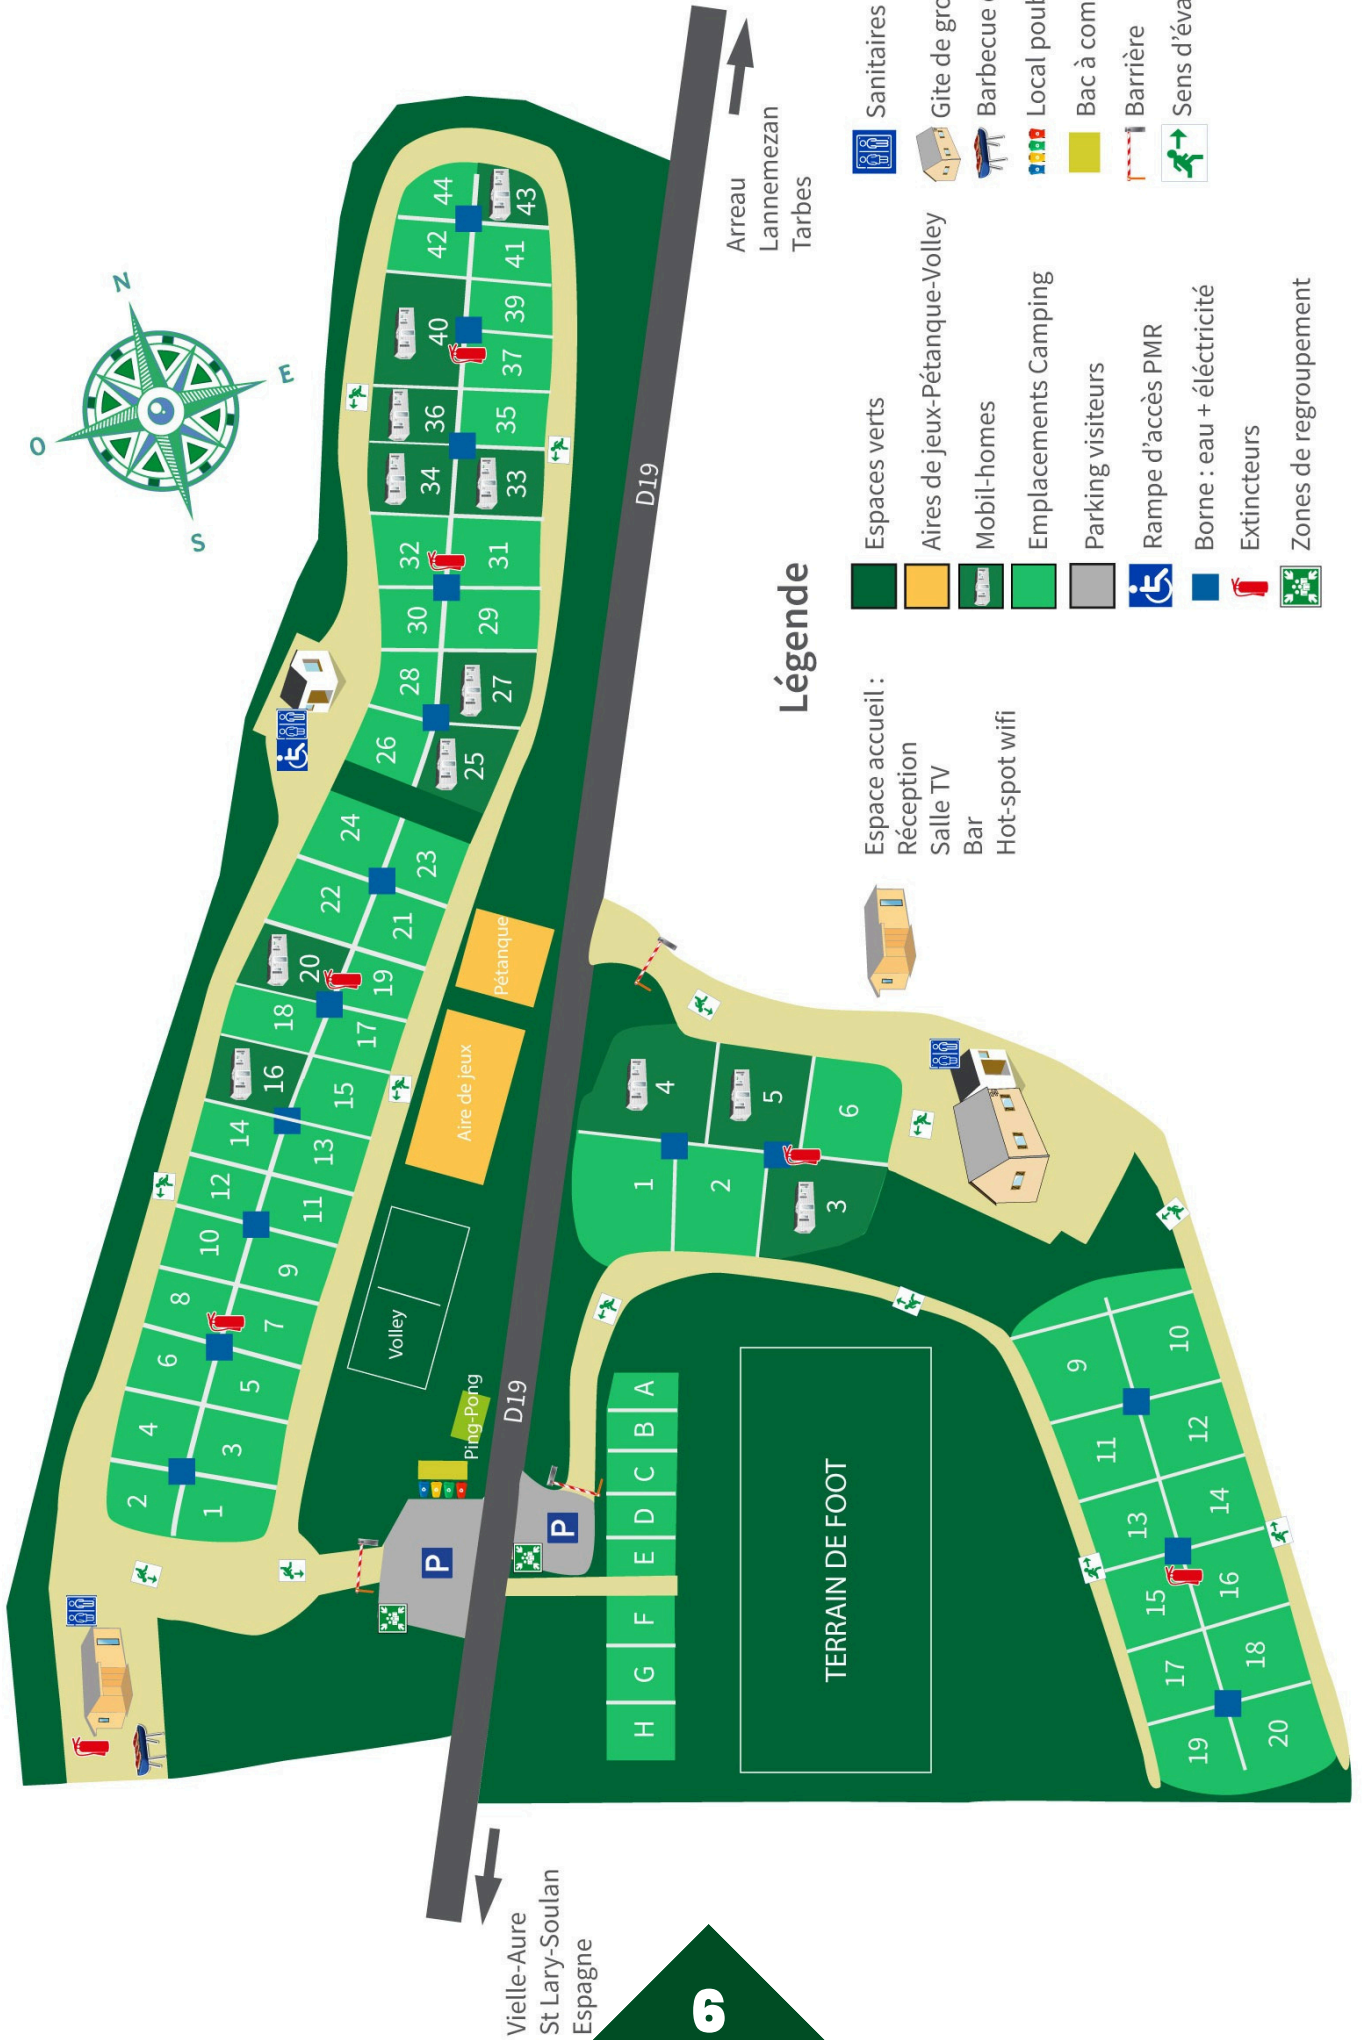 N
E
S
O
44
42
40
36
34
32
30
28
26
43
41
39
37
35
33
31
29
27
25
24
22
20
18
16
14
12
10
8
6
4
2
23
21
19
17
15
13
11
9
7
5
3
1
Pétanque
Aire de jeux
Volley
Ping-Pong
P
P
D19
D19
Arreau
Lannemezan
Tarbes
Vielle-Aure
St Lary-Soulan
Espagne
4
5
6
1
2
3
A
B
C
D
E
F
G
H
TERRAIN DE FOOT
9
11
13
15
17
19
10
12
14
16
18
20
Légende
Espace accueil :
Réception
Salle TV
Bar
Hot-spot wifi
Espaces verts
Aires de jeux-Pétanque-Volley
Mobil-homes
Emplacements Camping
Parking visiteurs
Rampe d'accès PMR
Borne : eau + éléctricité
Extincteurs
Zones de regroupement
Sanitaires
Gite de
Barbecue
Local
Bac à
Barrière
Sens
6